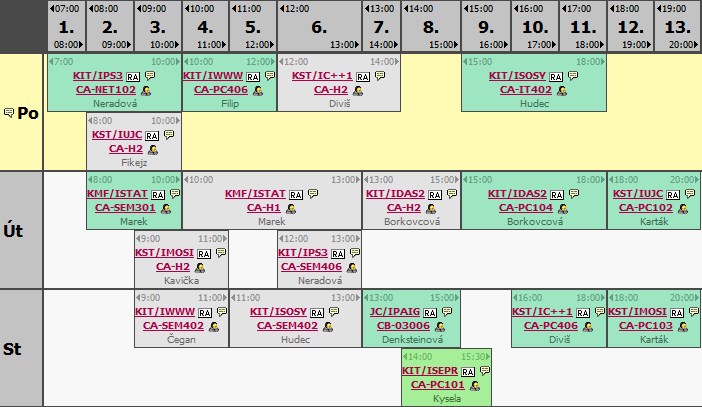 07:00 08:00 09:00 10:00 11:00 12:00 13:00 14:00 15:00 16:00 17:00 18:00 19:00
1. 2. 3. 4. 5. 6. 7. 8. 9. 10. 11. 12. 13.
08:00 09:00 10:00 11:00 12:00 13:00 14:00 15:00 16:00 17:00 18:00 19:00 20:00
Po
7:00 10:00
KIT/IPS3 RA
CA-NET102
Neradová
10:00 12:00
KIT/IWWW RA
CA-PC406
Filip
12:00 14:00
KST/IC++1 RA
CA-H2
Diviš
15:00 18:00
KIT/ISOSY RA
CA-IT402
Hudec
8:00 10:00
KST/IUJC RA
CA-H2
Fikejz
Út
8:00 10:00
KMF/ISTAT RA
CA-SEM301
Marek
10:00 13:00
KMF/ISTAT RA
CA-H1
Marek
13:00 15:00
KIT/IDAS2 RA
CA-H2
Borkovcová
15:00 18:00
KIT/IDAS2 RA
CA-PC104
Borkovcová
18:00 20:00
KST/IUJC RA
CA-PC102
Karták
9:00 11:00
KST/IMOSI RA
CA-H2
Kavička
12:00 13:00
KIT/IPS3 RA
CA-SEM406
Neradová
St
9:00 11:00
KIT/IWWW RA
CA-SEM402
Čegan
11:00 13:00
KIT/ISOSY RA
CA-SEM402
Hudec
13:00 15:00
JC/IPAIG RA
CB-03006
Denksteinová
16:00 18:00
KST/IC++1 RA
CA-PC406
Diviš
18:00 20:00
KST/IMOSI RA
CA-PC103
Karták
14:00 15:30
KIT/ISEPR RA
CA-PC101
Kysela